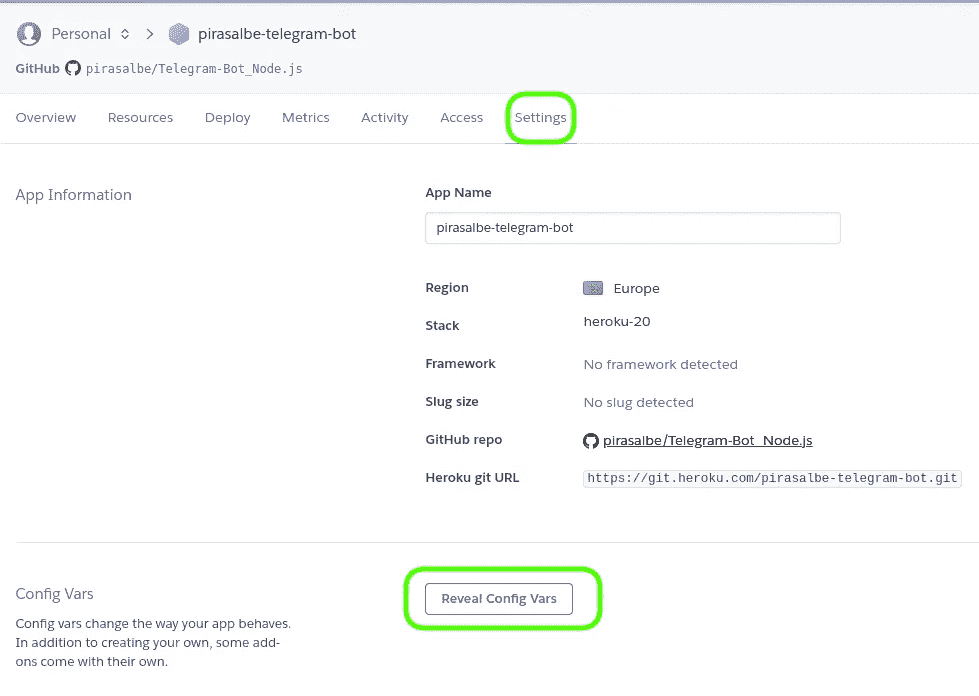 Personal pirasalbe-telegram-bot
GitHub pirasalbe/Telegram-Bot_Node.js
Overview Resources Deploy Metrics Activity Access Settings
App Information
App Name
pirasalbe-telegram-bot
Region Europe
Stack heroku-20
Framework No framework detected
Slug size No slug detected
GitHub repo pirasalbe/Telegram-Bot_Node.js
Heroku git URL https://git.heroku.com/pirasalbe-telegram-bot.git
Config Vars
Config vars change the way your app behaves.
In addition to creating your own, some add-
ons come with their own.
Reveal Config Vars